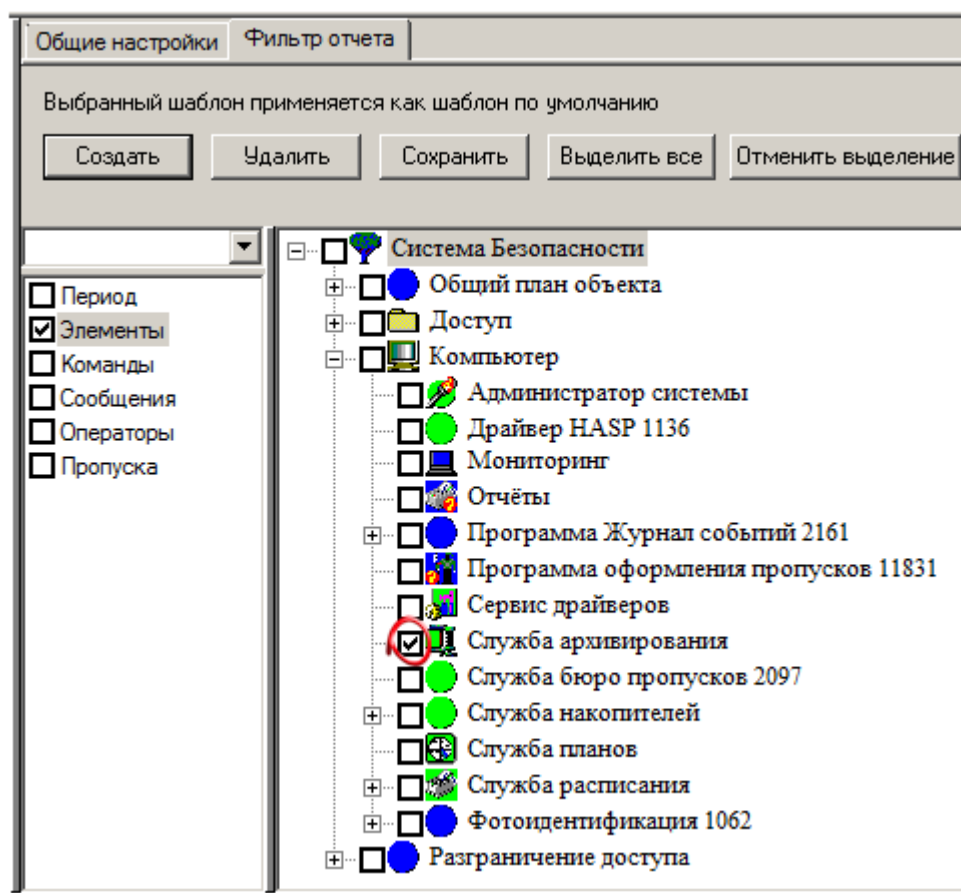 Общие настройки
Фильтр отчета
Выбранный шаблон применяется как шаблон по умолчанию
Создать
Удалить
Сохранить
Выделить все
Отменить выделение
Период
Элементы
Команды
Сообщения
Операторы
Пропуска
Система Безопасности
Общий план объекта
Доступ
Компьютер
Администратор системы
Драйвер HASP 1136
Мониторинг
Отчёты
Программа Журнал событий 2161
Программа оформления пропусков 11831
Сервис драйверов
Служба архивирования
Служба бюро пропусков 2097
Служба накопителей
Служба планов
Служба расписания
Фотоидентификация 1062
Разграничение доступа